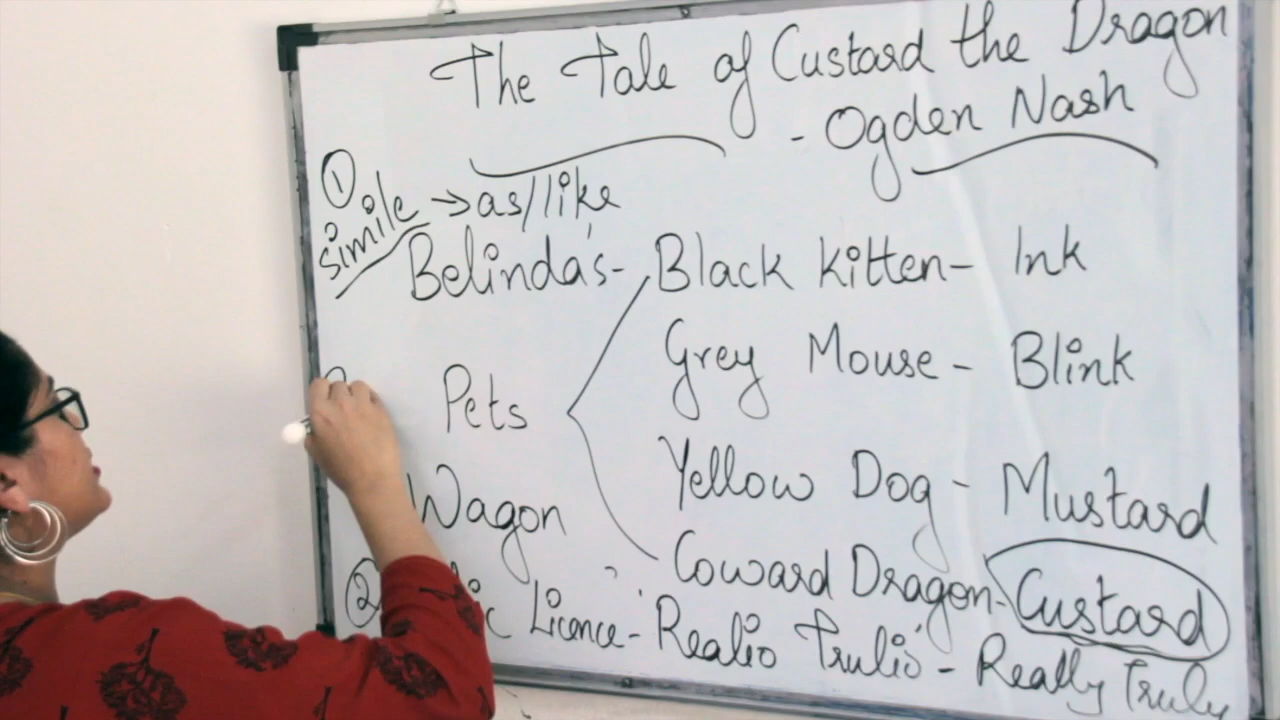 The Tale of Custard the Dragon
- Ogden Nash
①
simile → as/like
Belinda's - Black kitten - Ink
Grey Mouse - Blink
Pets
Yellow Dog - Mustard
Wagon
Coward Dragon - Custard
② Licence - Realio Trulio - Really Truly